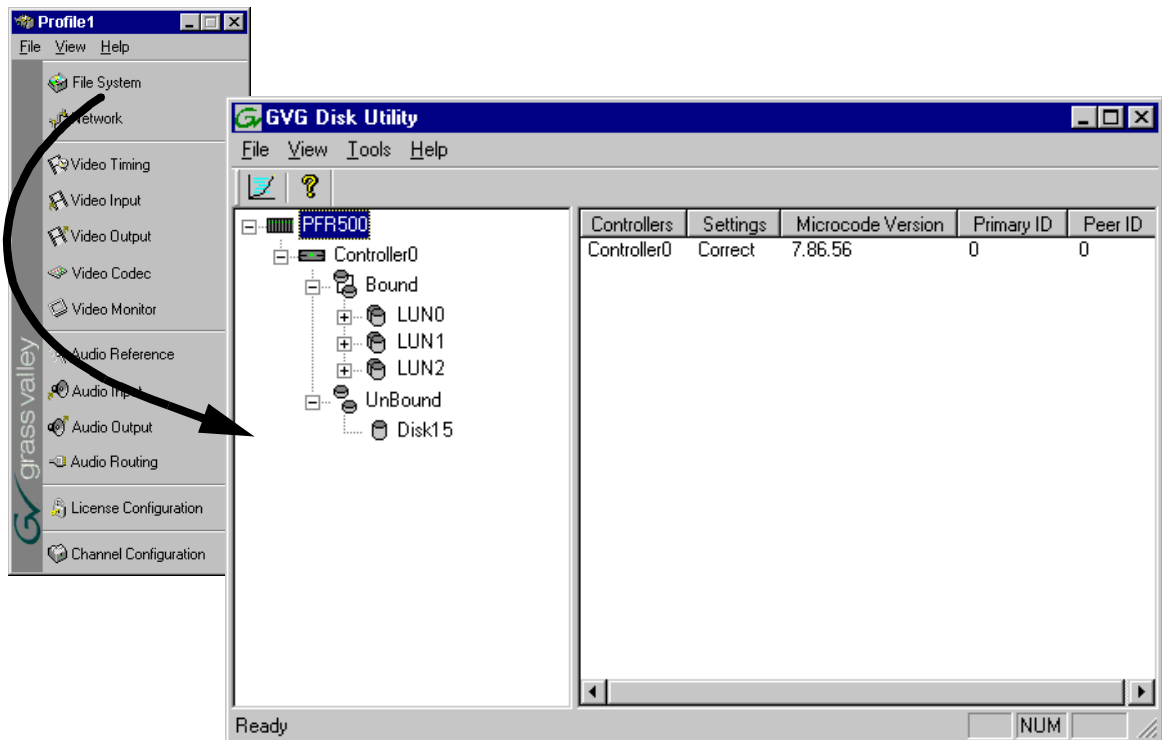 Profile1
File View Help
File System
Network
Video Timing
Video Input
Video Output
Video Codec
Video Monitor
Audio Reference
Audio Input
Audio Output
Audio Routing
License Configuration
Channel Configuration
grass valley
GVG Disk Utility
File View Tools Help
PFR500
Controller0
Bound
LUN0
LUN1
LUN2
UnBound
Disk15
Controllers Settings Microcode Version Primary ID Peer ID
Controller0 Correct 7.86.56 0 0
Ready
NUM